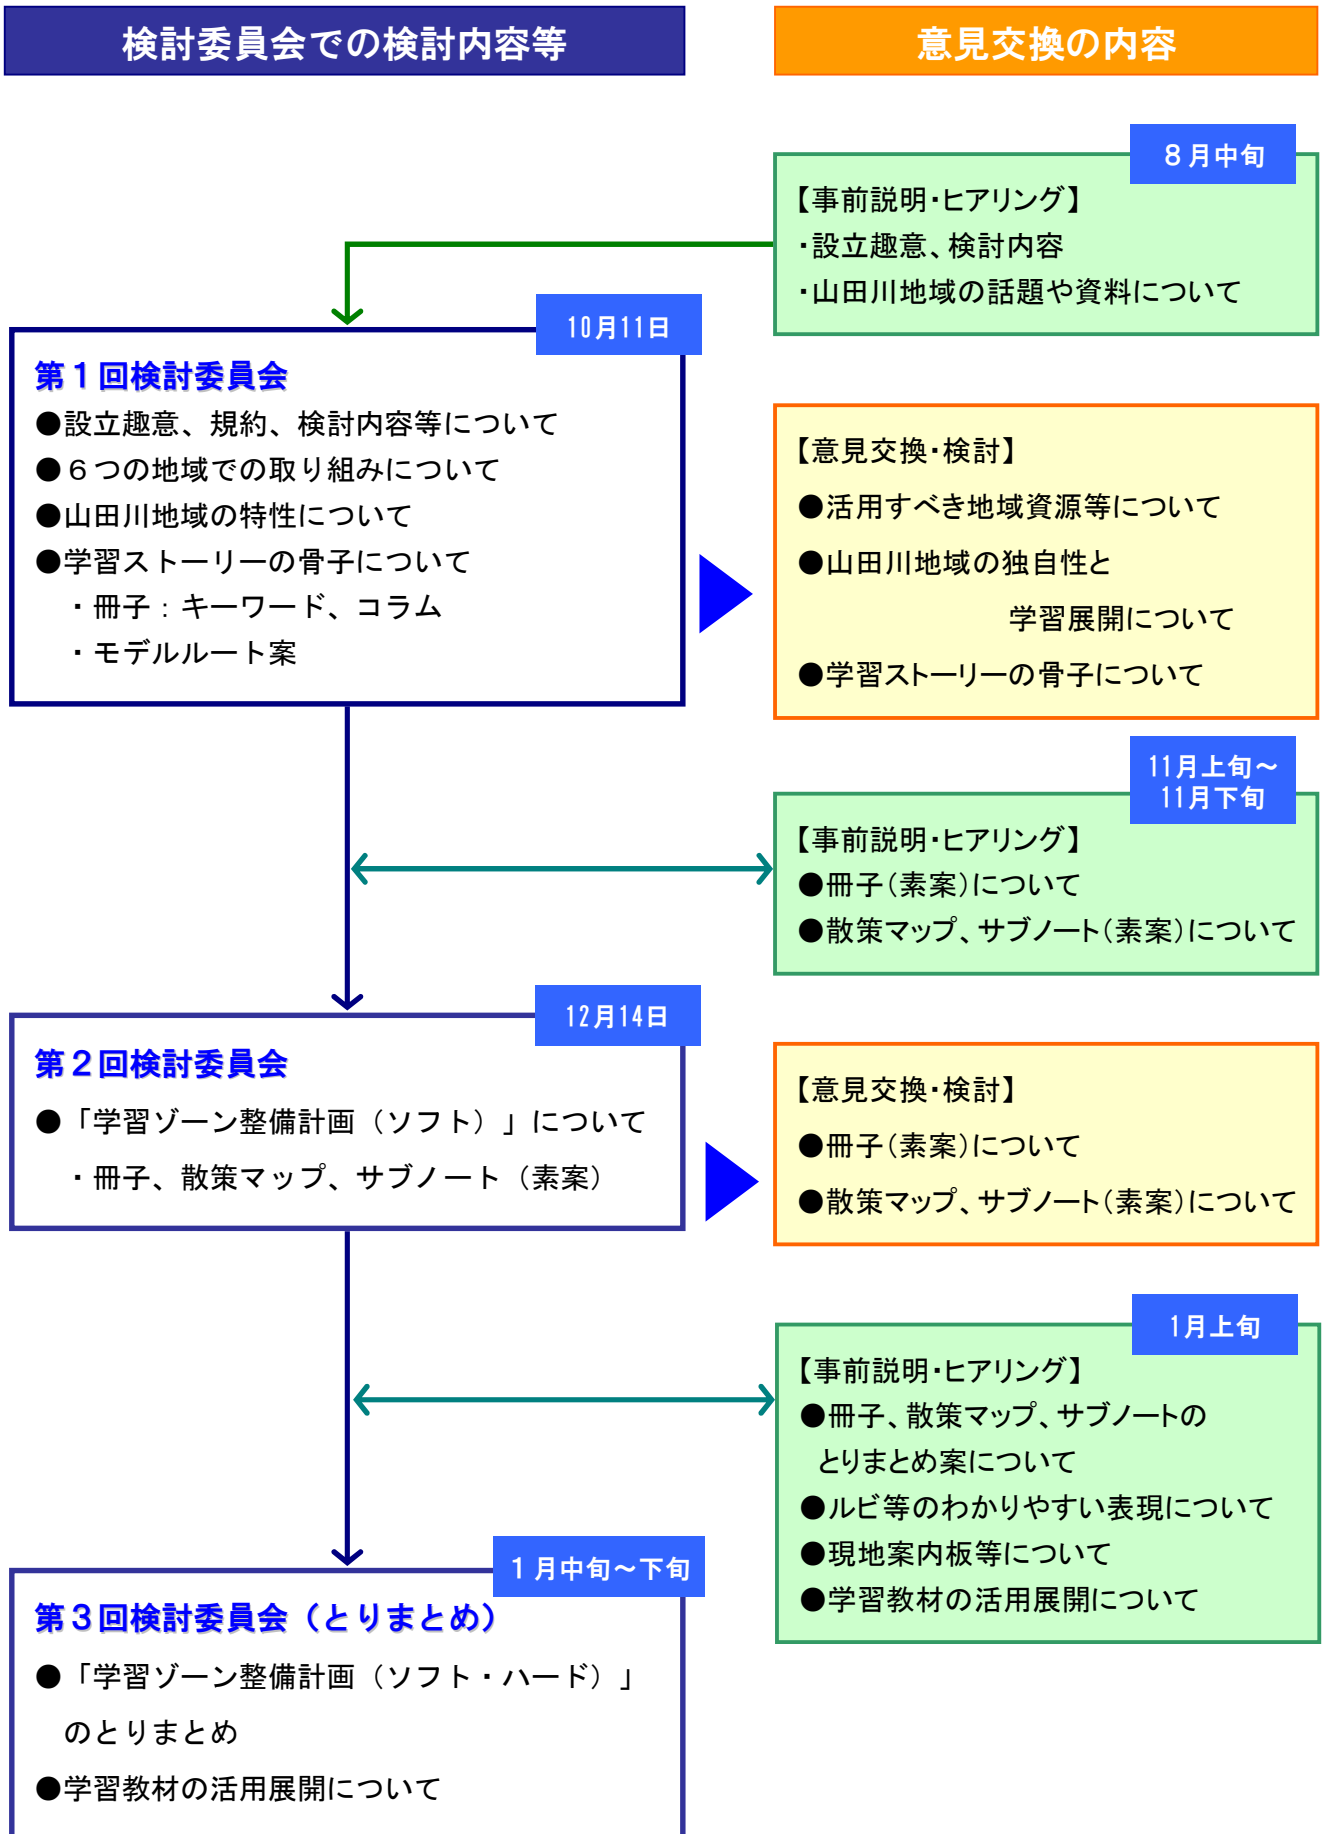 検討委員会での検討内容等
意見交換の内容
８月中旬
【事前説明・ヒアリング】
・設立趣意、検討内容
・山田川地域の話題や資料について
10月11日
第１回検討委員会
●設立趣意、規約、検討内容等について
●６つの地域での取り組みについて
●山田川地域の特性について
●学習ストーリーの骨子について
・冊子：キーワード、コラム
・モデルルート案
【意見交換・検討】
●活用すべき地域資源等について
●山田川地域の独自性と
学習展開について
●学習ストーリーの骨子について
11月上旬～
11月下旬
【事前説明・ヒアリング】
●冊子（素案）について
●散策マップ、サブノート（素案）について
12月14日
第２回検討委員会
●「学習ゾーン整備計画（ソフト）」について
・冊子、散策マップ、サブノート（素案）
【意見交換・検討】
●冊子（素案）について
●散策マップ、サブノート（素案）について
1月上旬
【事前説明・ヒアリング】
●冊子、散策マップ、サブノートの
とりまとめ案について
●ルビ等のわかりやすい表現について
●現地案内板等について
●学習教材の活用展開について
１月中旬～下旬
第３回検討委員会（とりまとめ）
●「学習ゾーン整備計画（ソフト・ハード）」
のとりまとめ
●学習教材の活用展開について